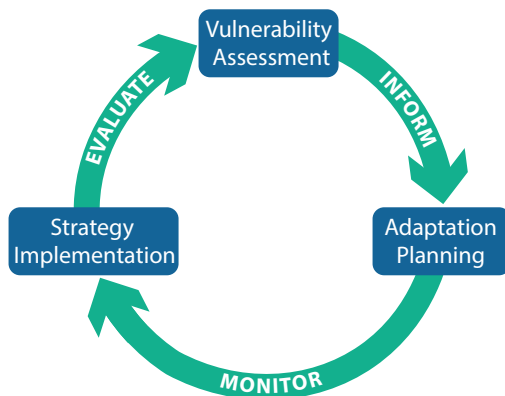 Vulnerability
Assessment
INFORM
Adaptation
Planning
MONITOR
Strategy
Implementation
EVALUATE